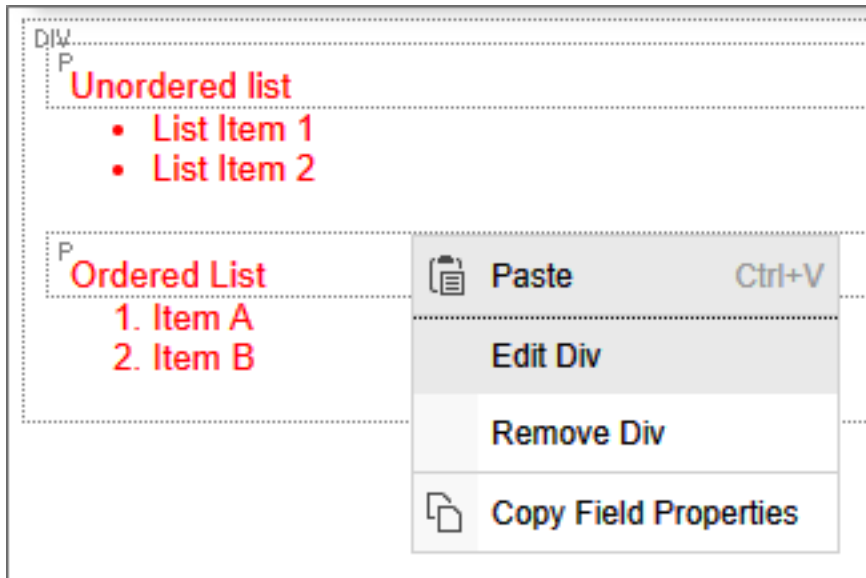 DIV
P
Unordered list
• List Item 1
• List Item 2
P
Ordered List
1. Item A
2. Item B
Paste Ctrl+V
Edit Div
Remove Div
Copy Field Properties